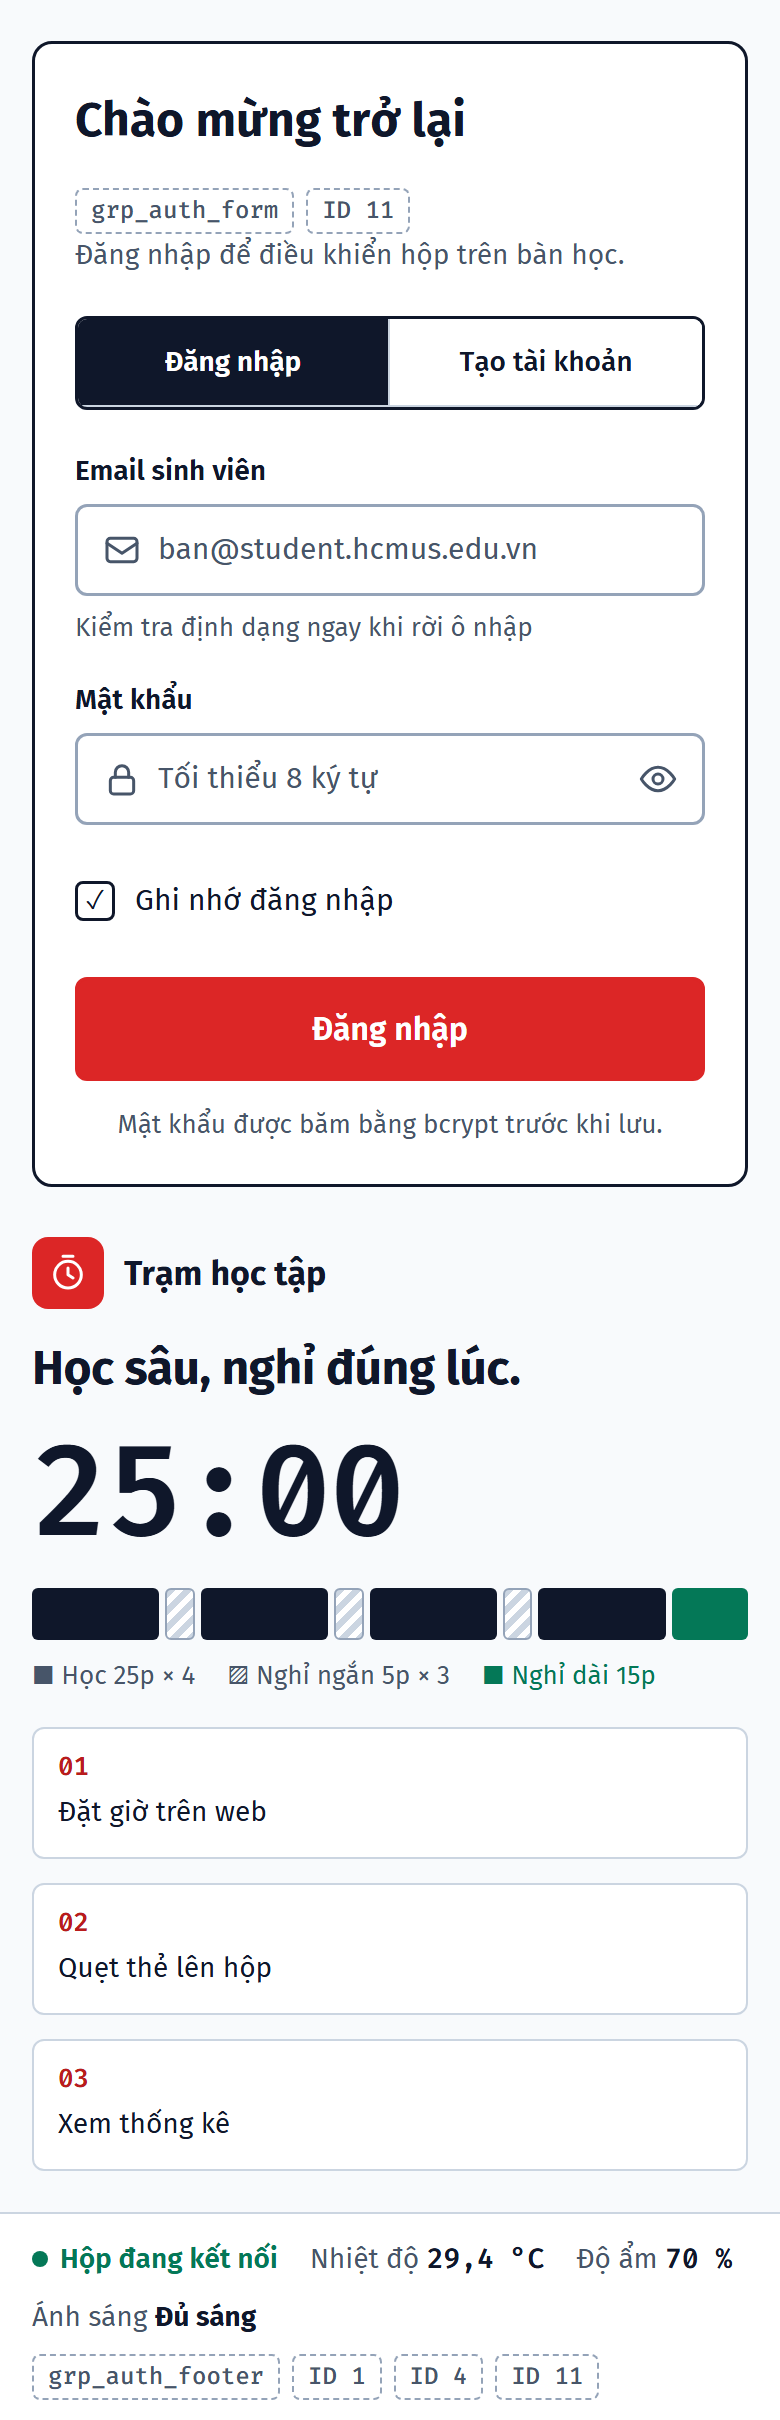 Chào mừng trở lại
grp_auth_form ID 11
Đăng nhập để điều khiển hộp trên bàn học.
Đăng nhập Tạo tài khoản
Email sinh viên
ban@student.hcmus.edu.vn
Kiểm tra định dạng ngay khi rời ô nhập
Mật khẩu
Tối thiểu 8 ký tự
Ghi nhớ đăng nhập
Đăng nhập
Mật khẩu được băm bằng bcrypt trước khi lưu.
Trạm học tập
Học sâu, nghỉ đúng lúc.
25:00
Học 25p × 4 Nghỉ ngắn 5p × 3 Nghỉ dài 15p
01
Đặt giờ trên web
02
Quẹt thẻ lên hộp
03
Xem thống kê
Hộp đang kết nối Nhiệt độ 29,4 °C Độ ẩm 70 %
Ánh sáng Đủ sáng
grp_auth_footer ID 1 ID 4 ID 11